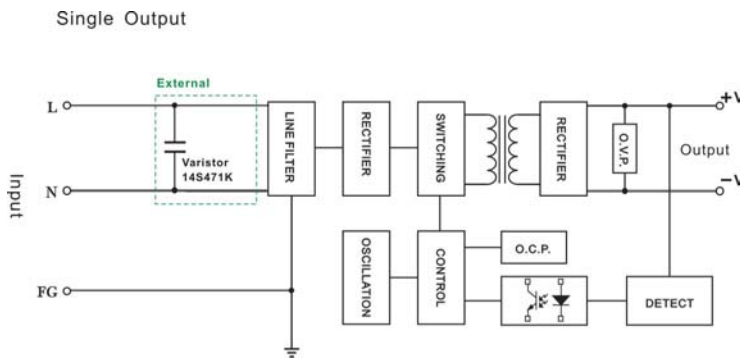 Single Output
External
L
Varistor
14S471K
N
Input
FG
LINE FILTER
RECTIFIER
SWITCHING
RECTIFIER
O.V.P.
+V
Output
−V
OSCILLATION
CONTROL
O.C.P.
DETECT